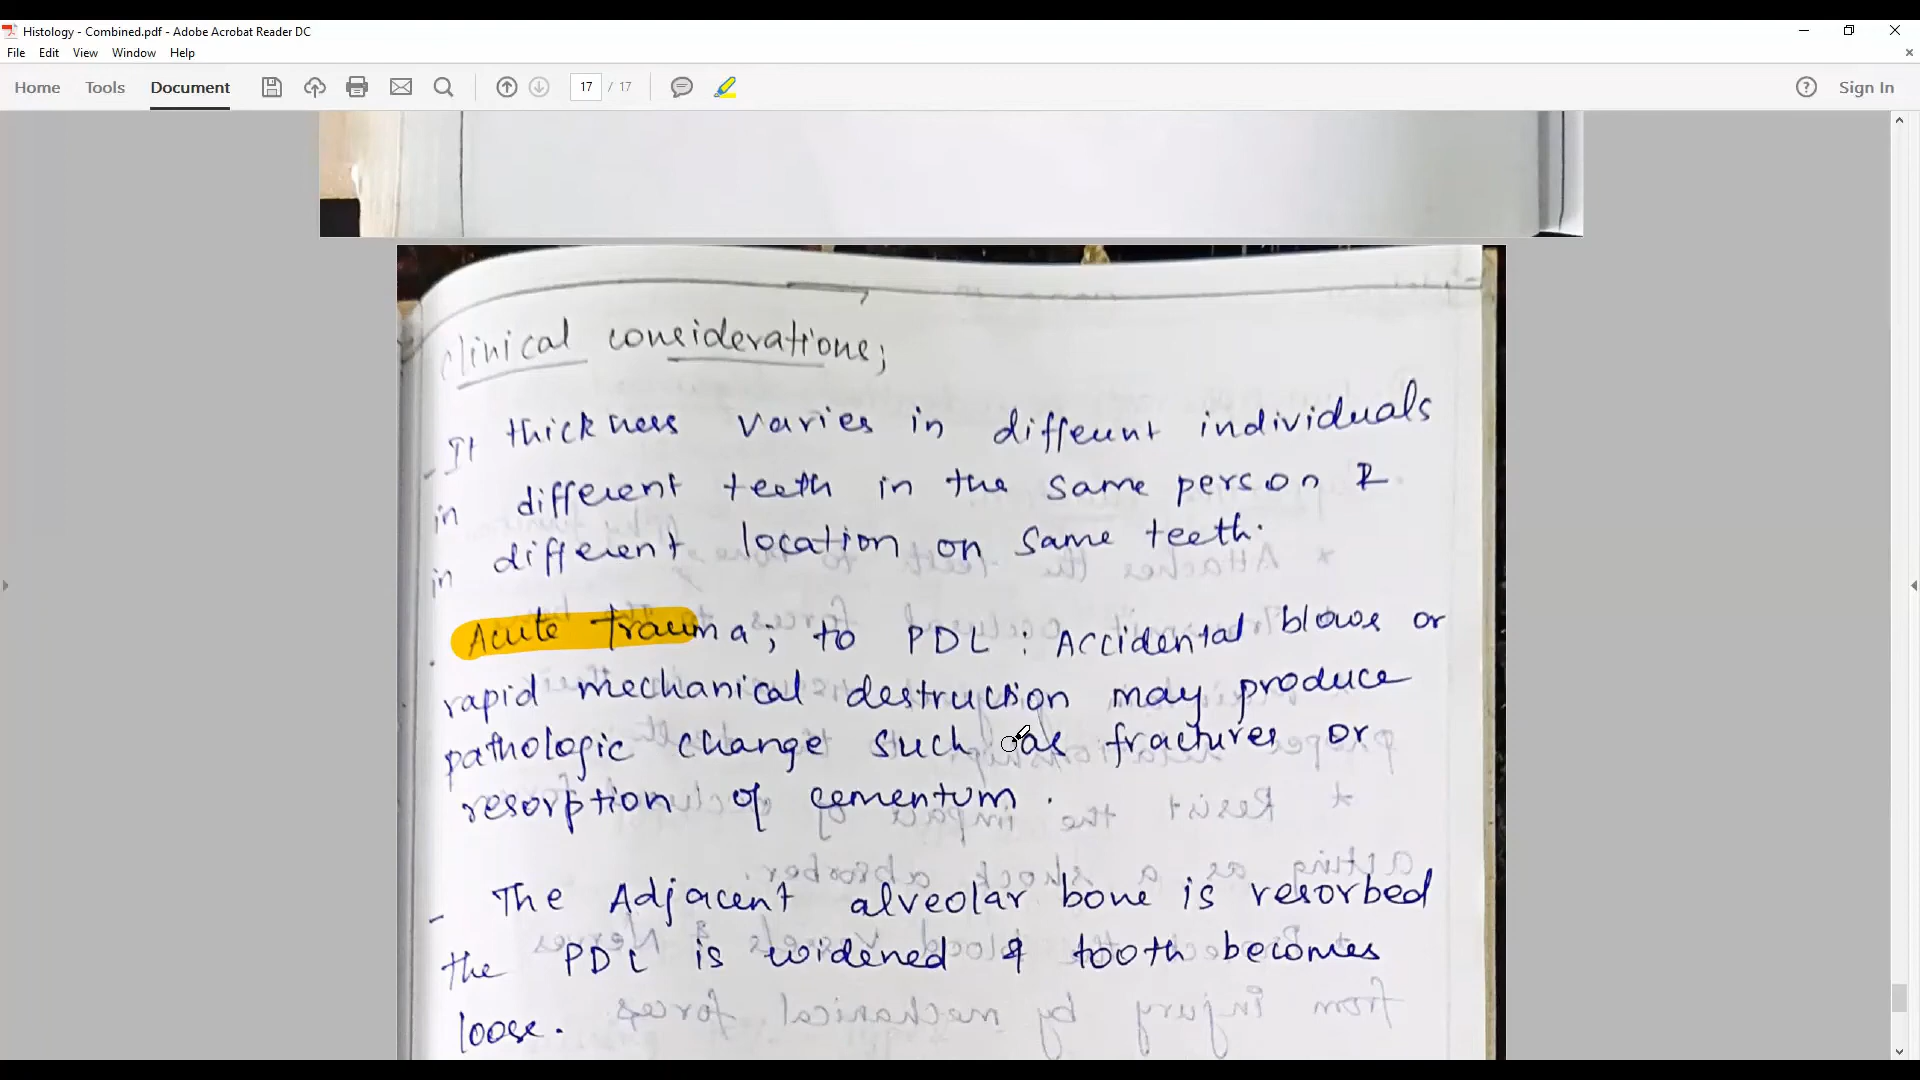 Histology - Combined.pdf - Adobe Acrobat Reader DC
File Edit View Window Help
Home Tools Document 17 / 17 Sign In
clinical considerations;
- It thickness varies in different individuals
in different teeth in the same person &
in different location on same teeth.
. Acute trauma; to PDL : Accidental blows or
rapid mechanical destruction may produce
pathologic change such as fractures or
resorption of cementum .
- The Adjacent alveolar bone is resorbed
the PDL is widened & tooth becomes
loose.